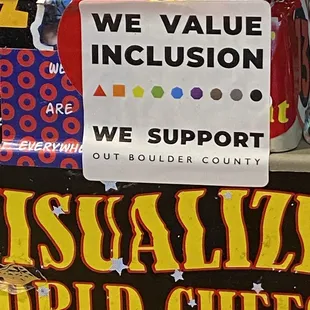 WE VALUE
INCLUSION
WE
ARE
WE SUPPORT
EVERYWHE
OUT BOULDER COUNTY
ISUALIZ